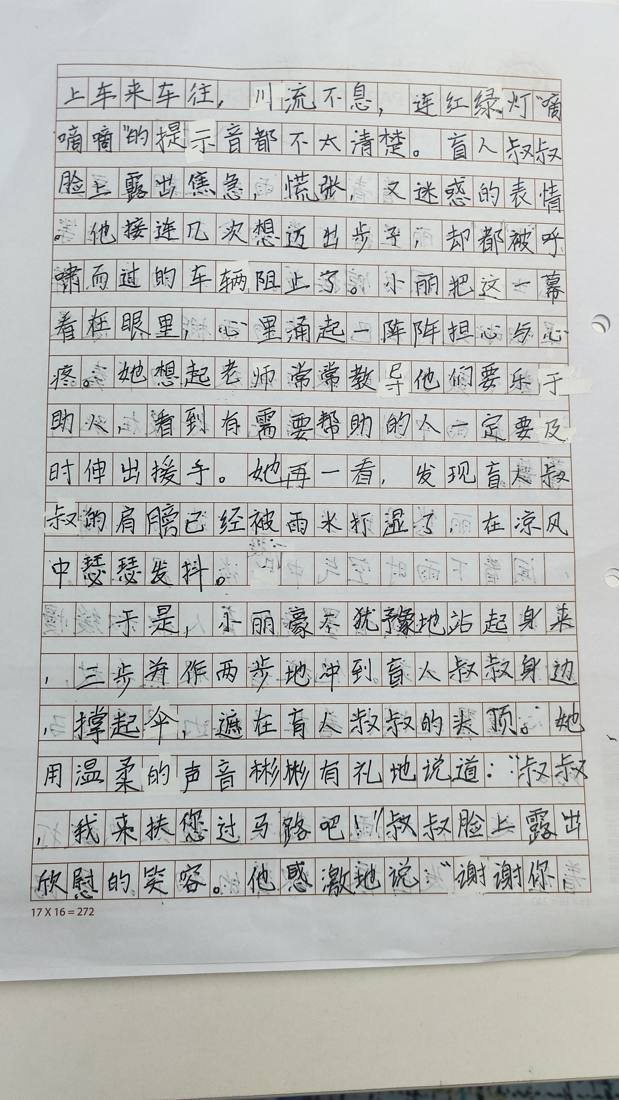 上车来车往，川流不息，连红绿灯“嘀
嘀嘀”的提示音都不太清楚。盲人叔叔
脸上露出焦急，慌张，又迷惑的表情
。他接连几次想迈出步子，却都被呼
啸而过的车辆阻止了。小丽把这一幕
看在眼里，心里涌起一阵阵担心与心
疼。她想起老师常常教导他们要乐于
助人，看到有需要帮助的人一定要及
时伸出援手。她再一看，发现盲人叔
叔的肩膀已经被雨水打湿了，在凉风
中瑟瑟发抖。
于是，小丽豪不犹豫地站起身来
，三步并作两步地冲到盲人叔叔身边
，撑起伞，遮在盲人叔叔的头顶。她
用温柔的声音彬彬有礼地说道：“叔叔
，我来扶您过马路吧！”叔叔脸上露出
欣慰的笑容。他感激地说：“谢谢你，
17 X 16 = 272